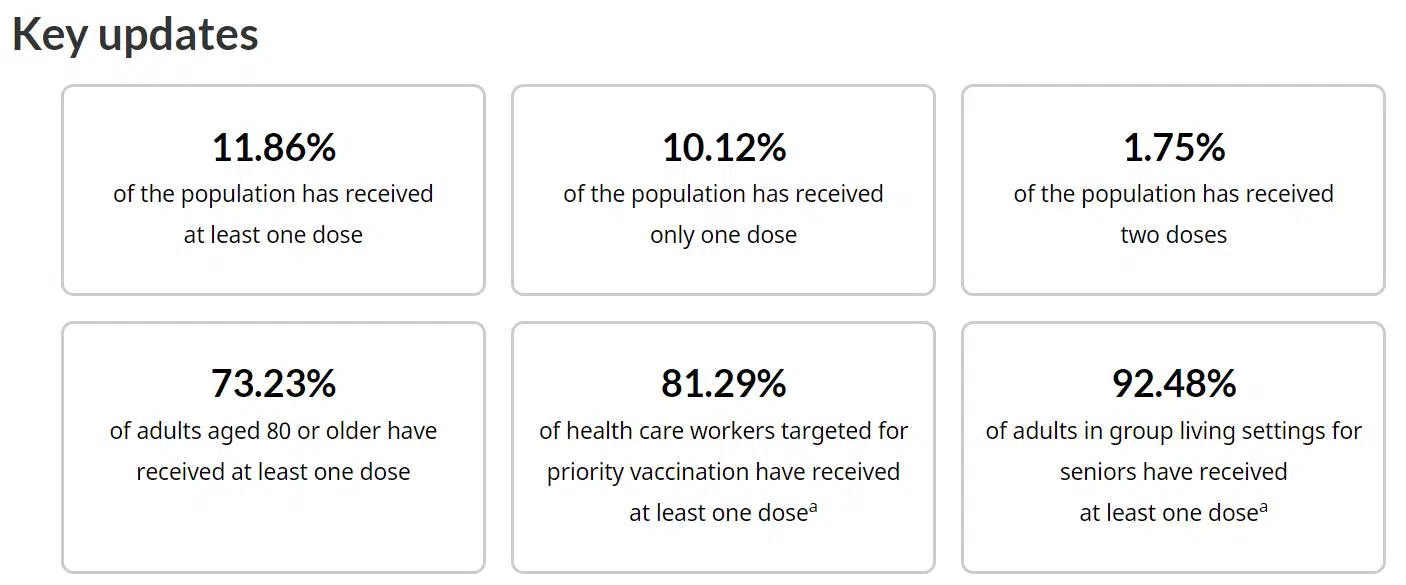 Key updates
11.86%
of the population has received
at least one dose
10.12%
of the population has received
only one dose
1.75%
of the population has received
two doses
73.23%
of adults aged 80 or older have
received at least one dose
81.29%
of health care workers targeted for
priority vaccination have received
at least one doseᵃ
92.48%
of adults in group living settings for
seniors have received
at least one doseᵃ